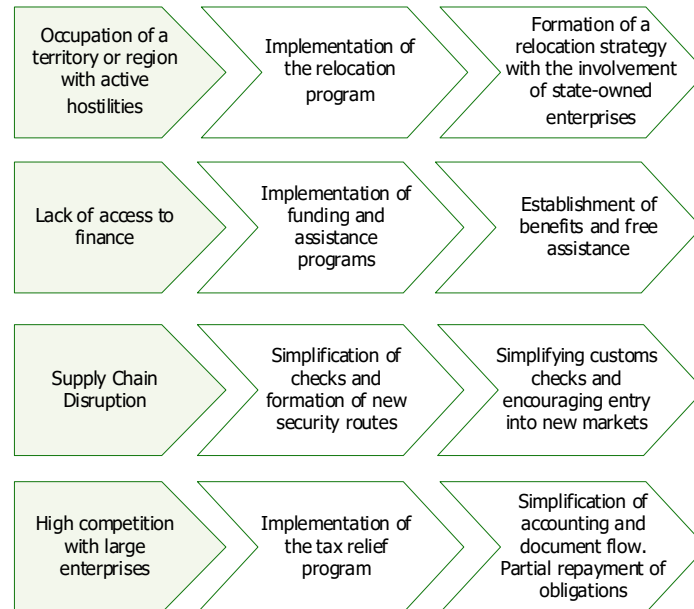 Occupation of a
territory or region
with active
hostilities
Implementation of
the relocation
program
Formation of a
relocation strategy
with the involvement
of state-owned
enterprises
Lack of access to
finance
Implementation of
funding and
assistance
programs
Establishment of
benefits and free
assistance
Supply Chain
Disruption
Simplification of
checks and
formation of new
security routes
Simplifying customs
checks and
encouraging entry
into new markets
High competition
with large
enterprises
Implementation of
the tax relief
program
Simplification of
accounting and
document flow.
Partial repayment of
obligations